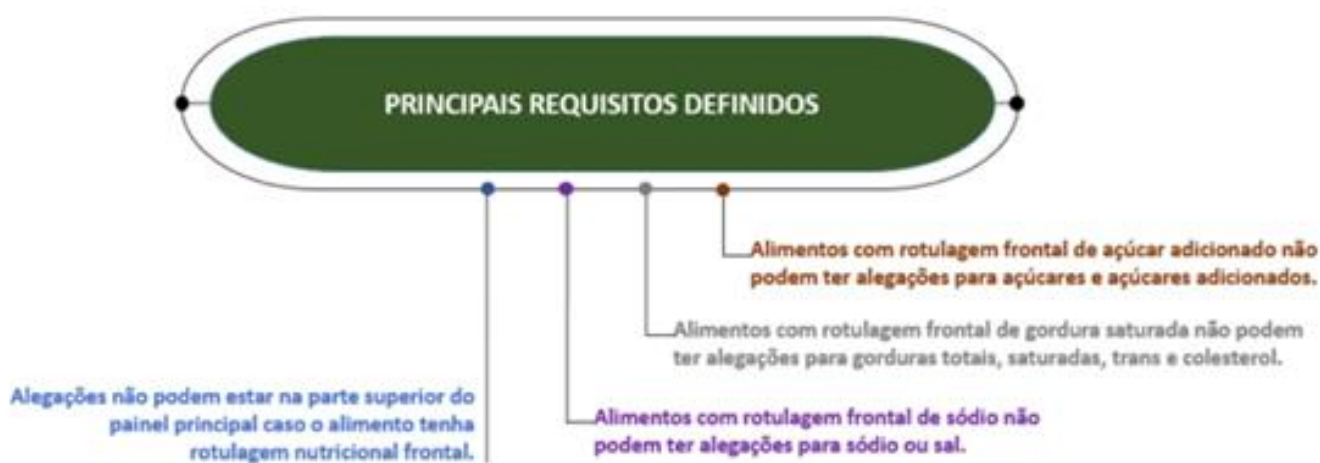 PRINCIPAIS REQUISITOS DEFINIDOS
Alimentos com rotulagem frontal de açúcar adicionado não
podem ter alegações para açúcares e açúcares adicionados.
Alimentos com rotulagem frontal de gordura saturada não podem
ter alegações para gorduras totais, saturadas, trans e colesterol.
Alimentos com rotulagem frontal de sódio não
podem ter alegações para sódio ou sal.
Alegações não podem estar na parte superior do
painel principal caso o alimento tenha
rotulagem nutricional frontal.